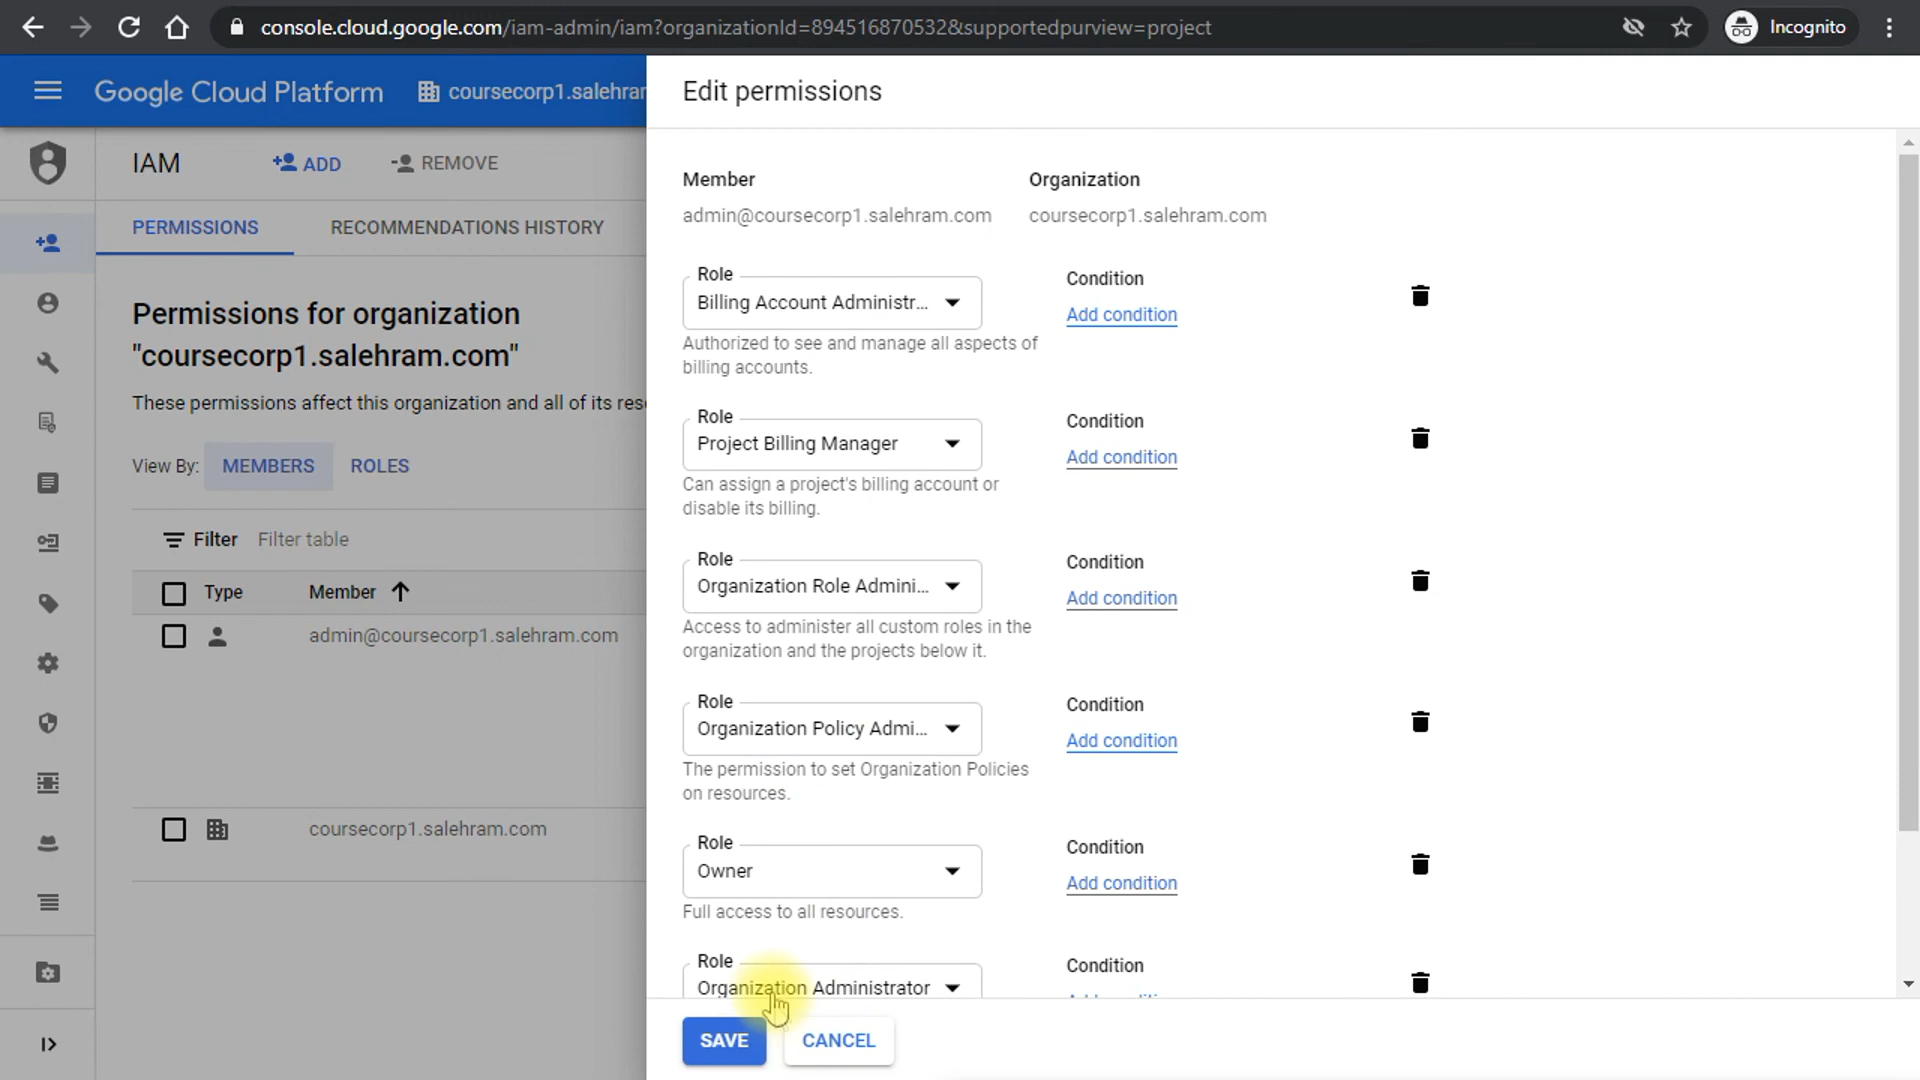 console.cloud.google.com/iam-admin/iam?organizationId=894516870532&supportedpurview=project
Incognito
Google Cloud Platform
coursecorp1.salehram
IAM
ADD
REMOVE
PERMISSIONS
RECOMMENDATIONS HISTORY
Permissions for organization
"coursecorp1.salehram.com"
These permissions affect this organization and all of its
View By:
MEMBERS
ROLES
Filter
Filter table
Type
Member
admin@coursecorp1.salehram.com
coursecorp1.salehram.com
Edit permissions
Member
Organization
admin@coursecorp1.salehram.com
coursecorp1.salehram.com
Role
Condition
Billing Account Administr...
Add condition
Authorized to see and manage all aspects of
billing accounts.
Role
Condition
Project Billing Manager
Add condition
Can assign a project's billing account or
disable its billing.
Role
Condition
Organization Role Admini...
Add condition
Access to administer all custom roles in the
organization and the projects below it.
Role
Condition
Organization Policy Admi...
Add condition
The permission to set Organization Policies
on resources.
Role
Condition
Owner
Add condition
Full access to all resources.
Role
Condition
Organization Administrator
SAVE
CANCEL